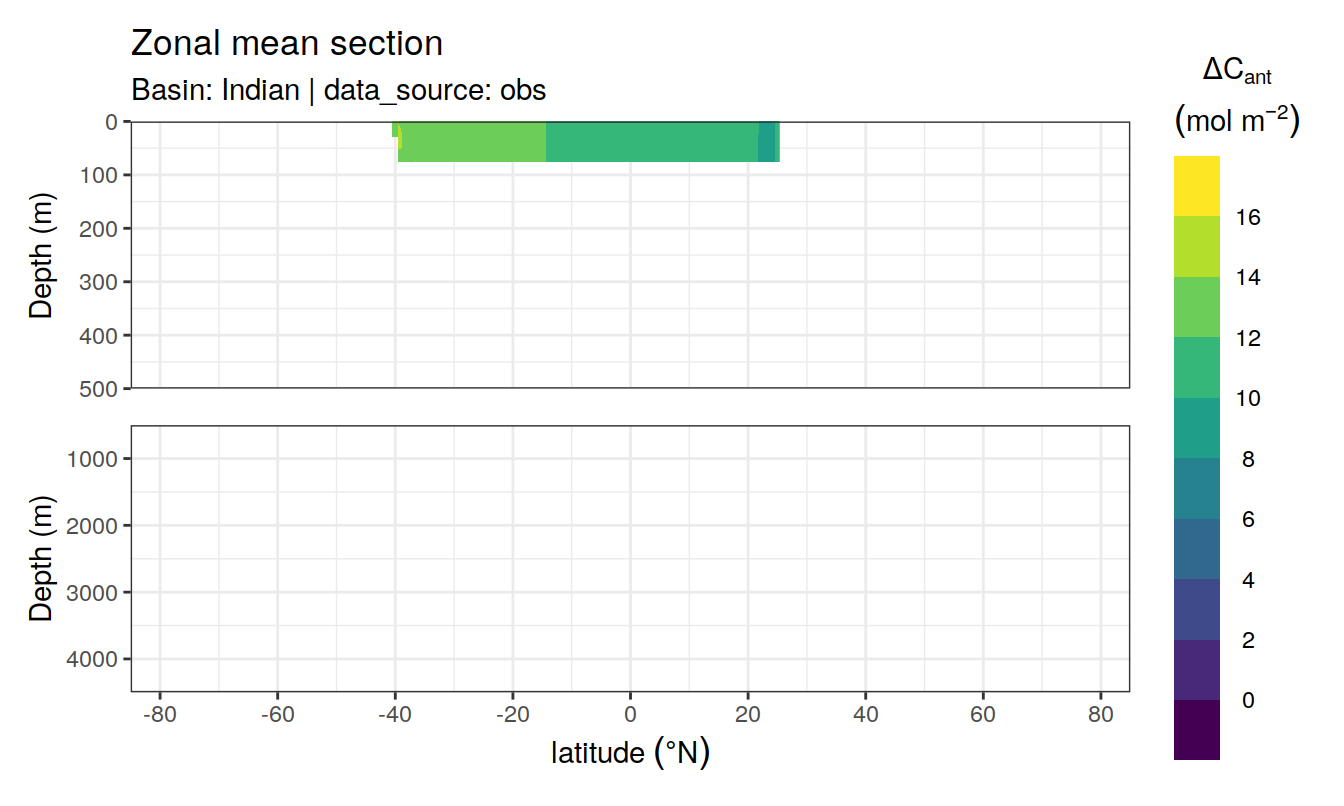 Zonal mean section
Basin: Indian | data_source: obs
ΔCant
(mol m−2)
Depth (m)
0
100
200
300
400
500
Depth (m)
1000
2000
3000
4000
-80 -60 -40 -20 0 20 40 60 80
latitude (°N)
16
14
12
10
8
6
4
2
0